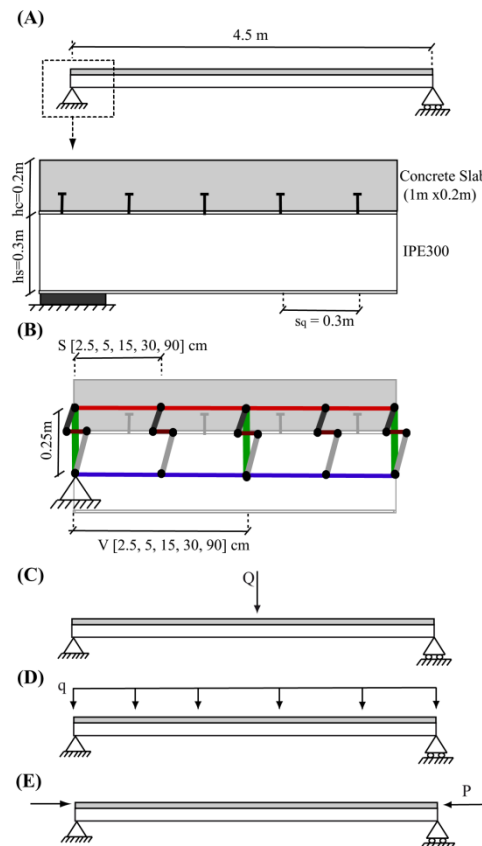 (A)
4.5 m
hc=0.2m
Concrete Slab
(1m x0.2m)
hs=0.3m
IPE300
sq = 0.3m
(B)
S [2.5, 5, 15, 30, 90] cm
0.25m
V [2.5, 5, 15, 30, 90] cm
(C)
Q
(D)
q
(E)
P